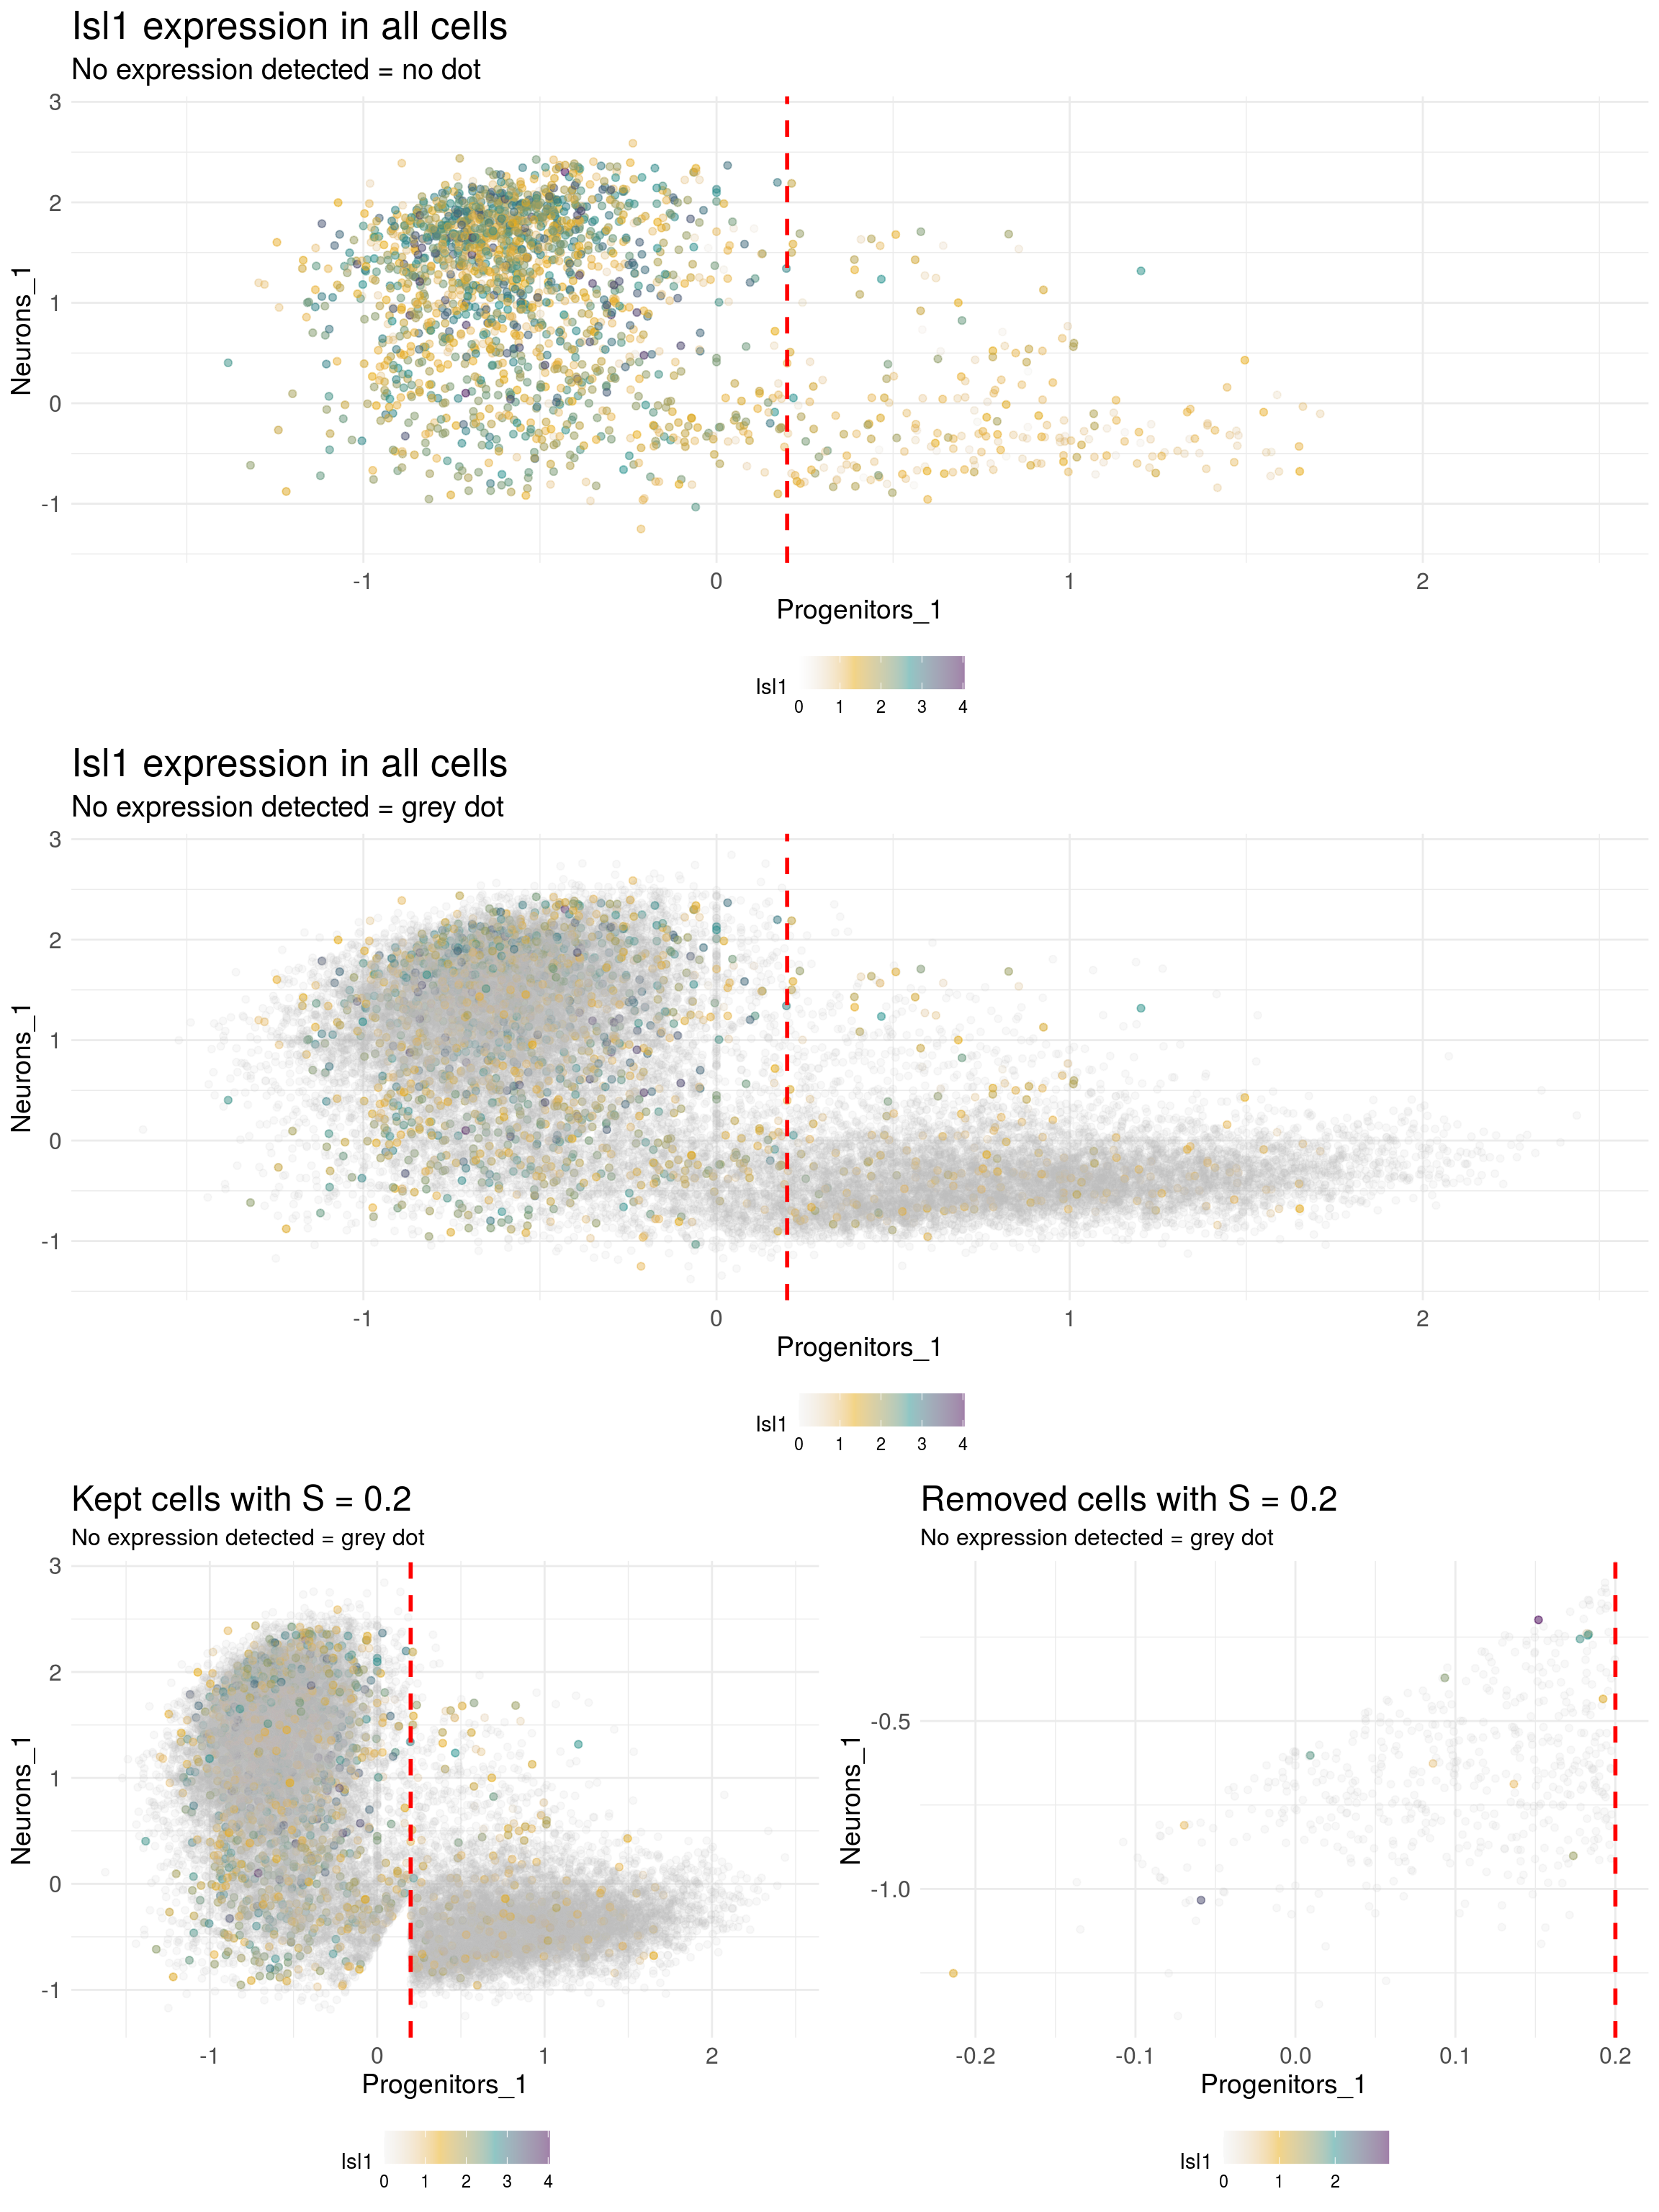 Isl1 expression in all cells
No expression detected = no dot
3
2
1
0
-1
Neurons_1
-1 0 1 2
Progenitors_1
Isl1
0 1 2 3 4
Isl1 expression in all cells
No expression detected = grey dot
3
2
1
0
-1
Neurons_1
-1 0 1 2
Progenitors_1
Isl1
0 1 2 3 4
Kept cells with S = 0.2
No expression detected = grey dot
3
2
1
0
-1
Neurons_1
-1 0 1 2
Progenitors_1
Isl1
0 1 2 3 4
Removed cells with S = 0.2
No expression detected = grey dot
-0.5
-1.0
Neurons_1
-0.2 -0.1 0.0 0.1 0.2
Progenitors_1
Isl1
0 1 2